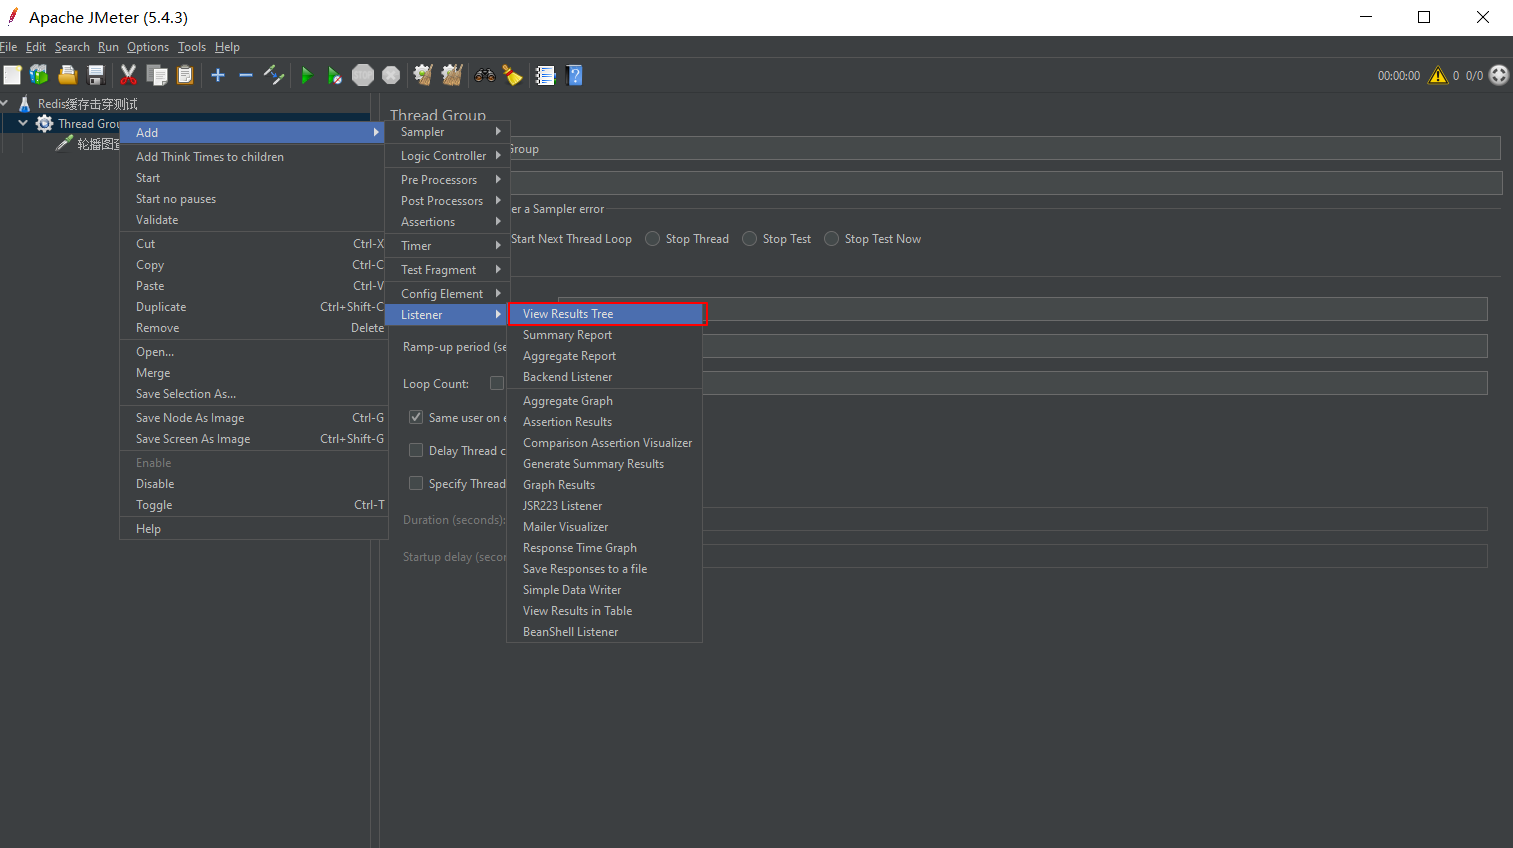 Apache JMeter (5.4.3)
File Edit Search Run Options Tools Help
00:00:00 0 0/0
Redis缓存击穿测试
Thread Grou
轮播图
Add
Add Think Times to children
Start
Start no pauses
Validate
Cut Ctrl-X
Copy Ctrl-C
Paste Ctrl-V
Duplicate Ctrl+Shift-C
Remove Delete
Open...
Merge
Save Selection As...
Save Node As Image Ctrl-G
Save Screen As Image Ctrl+Shift-G
Enable
Disable
Toggle Ctrl-T
Help
Sampler
Logic Controller
Pre Processors
Post Processors
Assertions
Timer
Test Fragment
Config Element
Listener
View Results Tree
Summary Report
Aggregate Report
Backend Listener
Aggregate Graph
Assertion Results
Comparison Assertion Visualizer
Generate Summary Results
Graph Results
JSR223 Listener
Mailer Visualizer
Response Time Graph
Save Responses to a file
Simple Data Writer
View Results in Table
BeanShell Listener
Thread Group
Group
er a Sampler error
Start Next Thread Loop Stop Thread Stop Test Stop Test Now
Ramp-up period (se
Loop Count:
Same user on e
Delay Thread c
Specify Thread
Duration (seconds):
Startup delay (secon